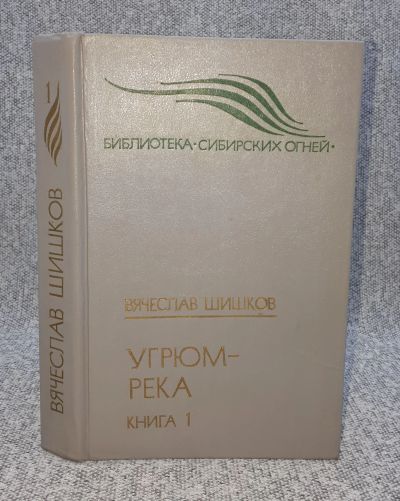 1
ВЯЧЕСЛАВ ШИШКОВ
БИБЛИОТЕКА•СИБИРСКИХ ОГНЕЙ•
ВЯЧЕСЛАВ ШИШКОВ
УГРЮМ-
РЕКА
КНИГА 1